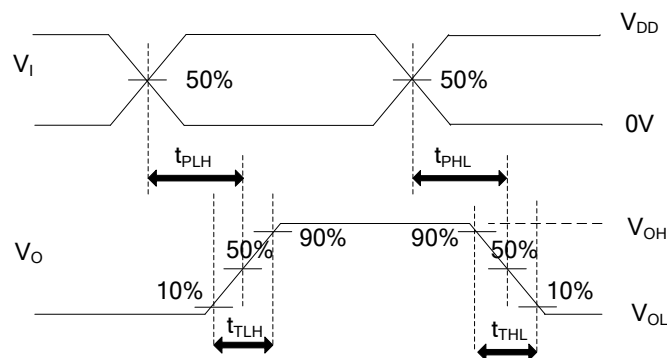 V_DD
V_I
50% 50%
0V
t_PLH t_PHL
V_O
50% 90% 90% 50% V_OH
10% 10%
V_OL
t_TLH t_THL